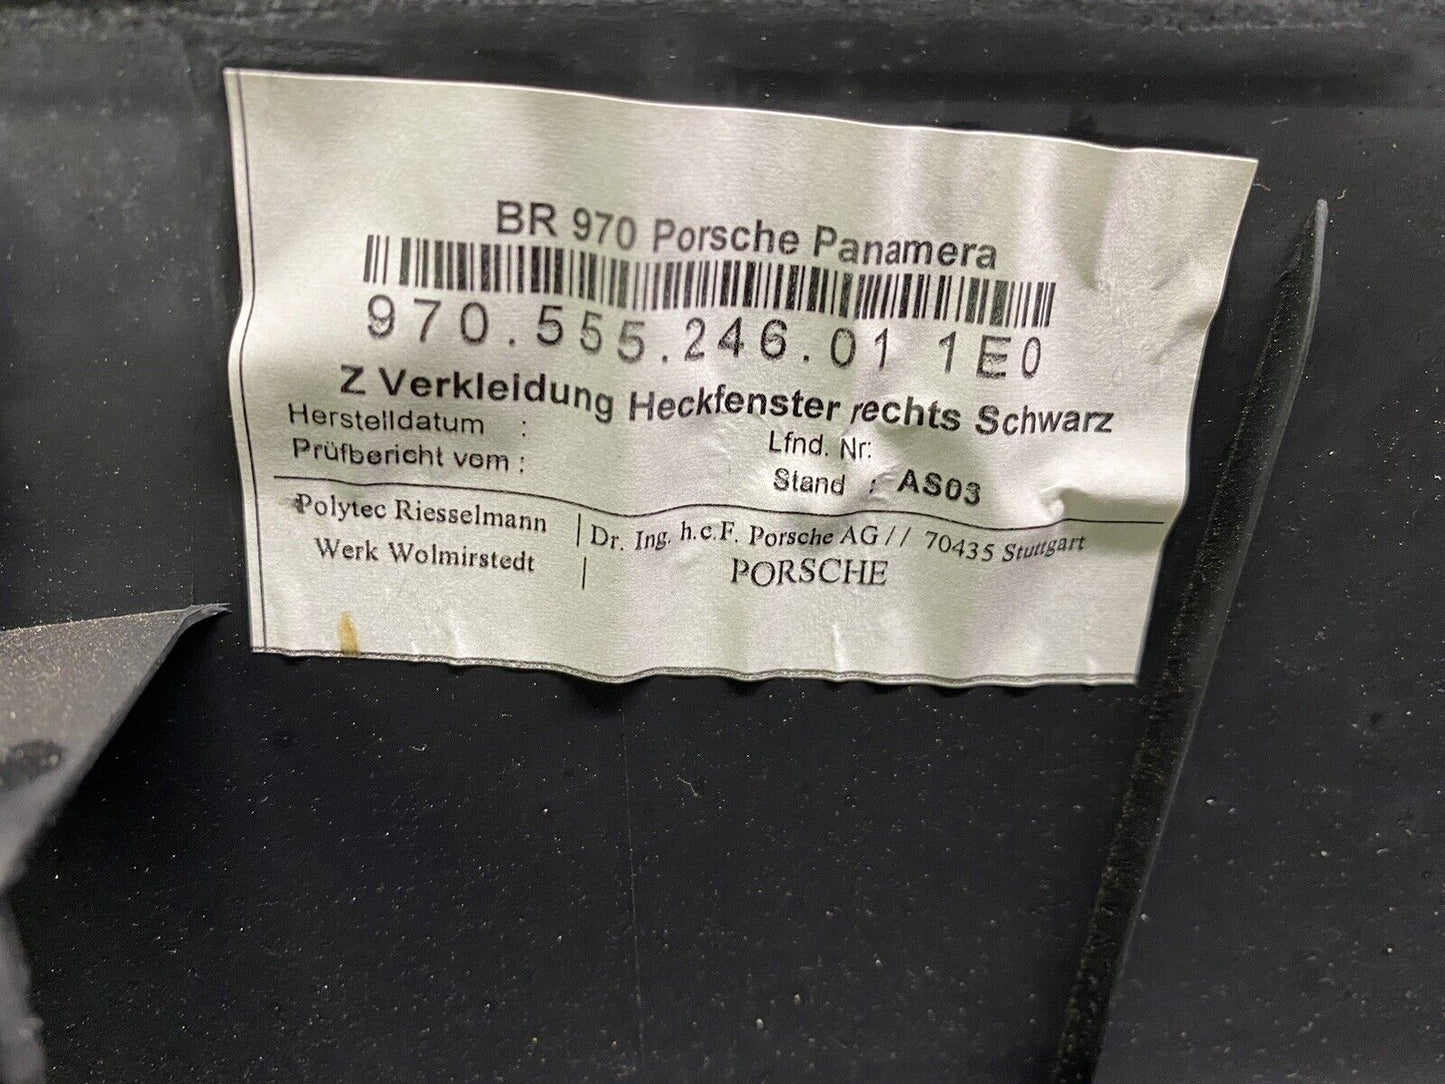 BR 970 Porsche Panamera
970.555.246.01 1E0
Z Verkleidung Heckfenster rechts Schwarz
Herstelldatum :
Lfnd. Nr:
Prüfbericht vom :
Stand : AS03
Polytec Riesselmann | Dr. Ing. h.c.F. Porsche AG // 70435 Stuttgart
Werk Wolmirstedt | PORSCHE